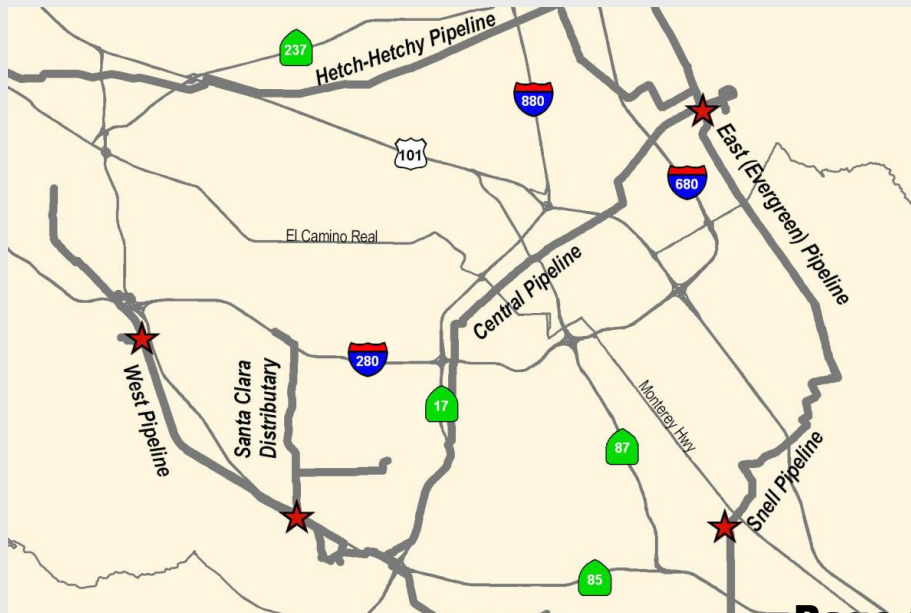 237
Hetch-Hetchy Pipeline
880
101
East (Evergreen) Pipeline
680
El Camino Real
Central Pipeline
280
Santa Clara
Distributary
West Pipeline
17
Monterey Hwy
87
Snell Pipeline
85